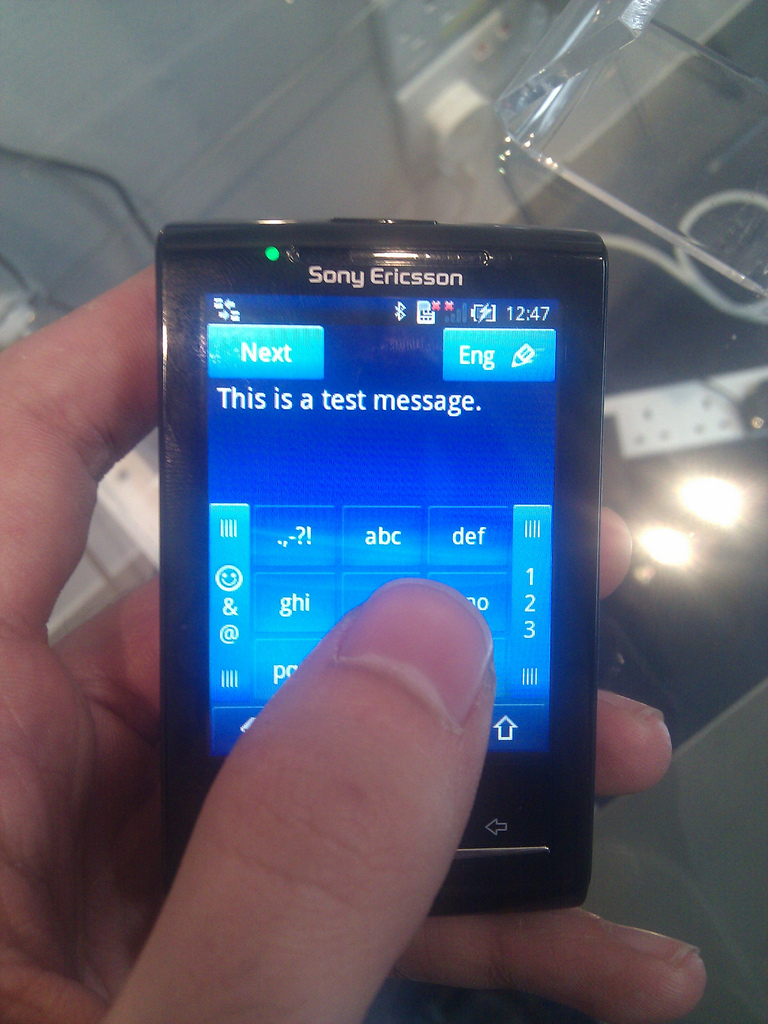 Sony Ericsson
12:47
Next
Eng
This is a test message.
.,-?!
abc
def
ghi
&
@
1
2
3